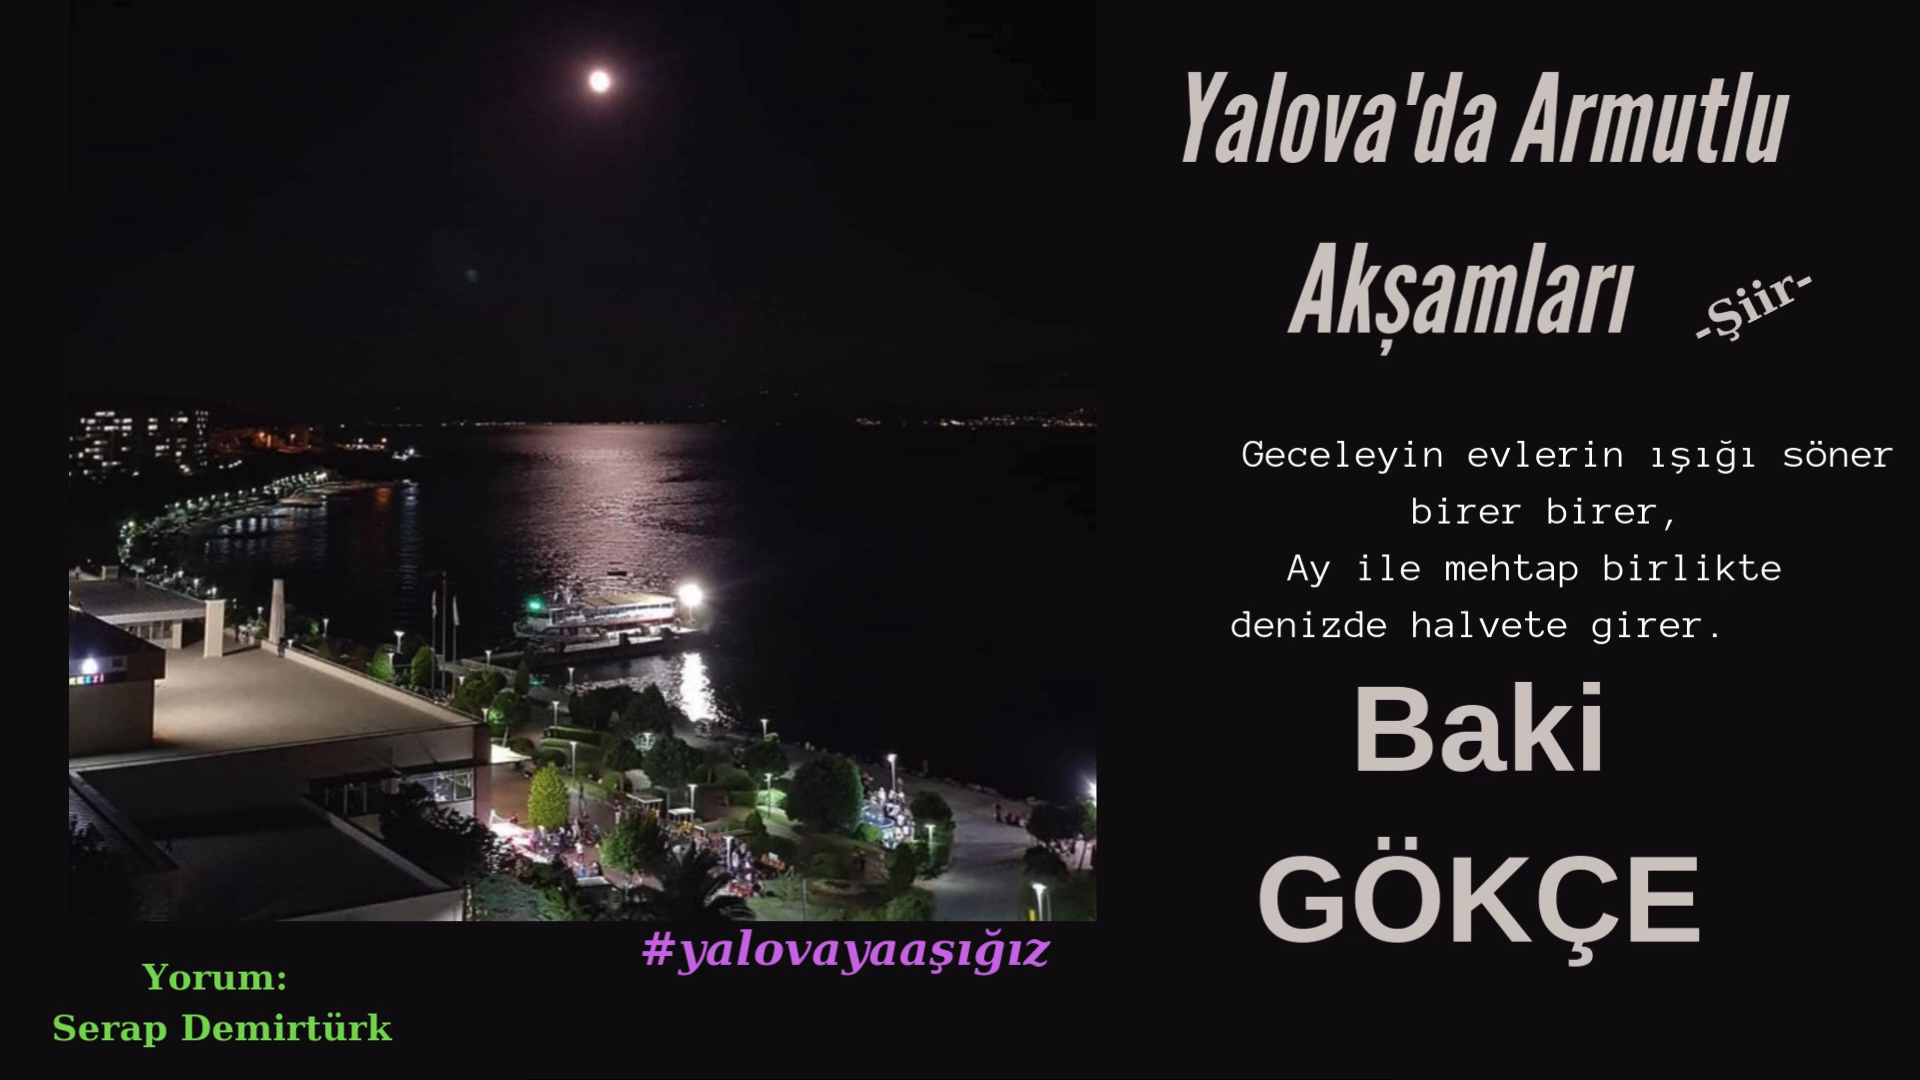 Yalova'da Armutlu
Akşamları
-Şiir-
Geceleyin evlerin ışığı söner
birer birer,
Ay ile mehtap birlikte
denizde halvete girer.
Baki
GÖKÇE
#yalovayaaşığız
Yorum:
Serap Demirtürk